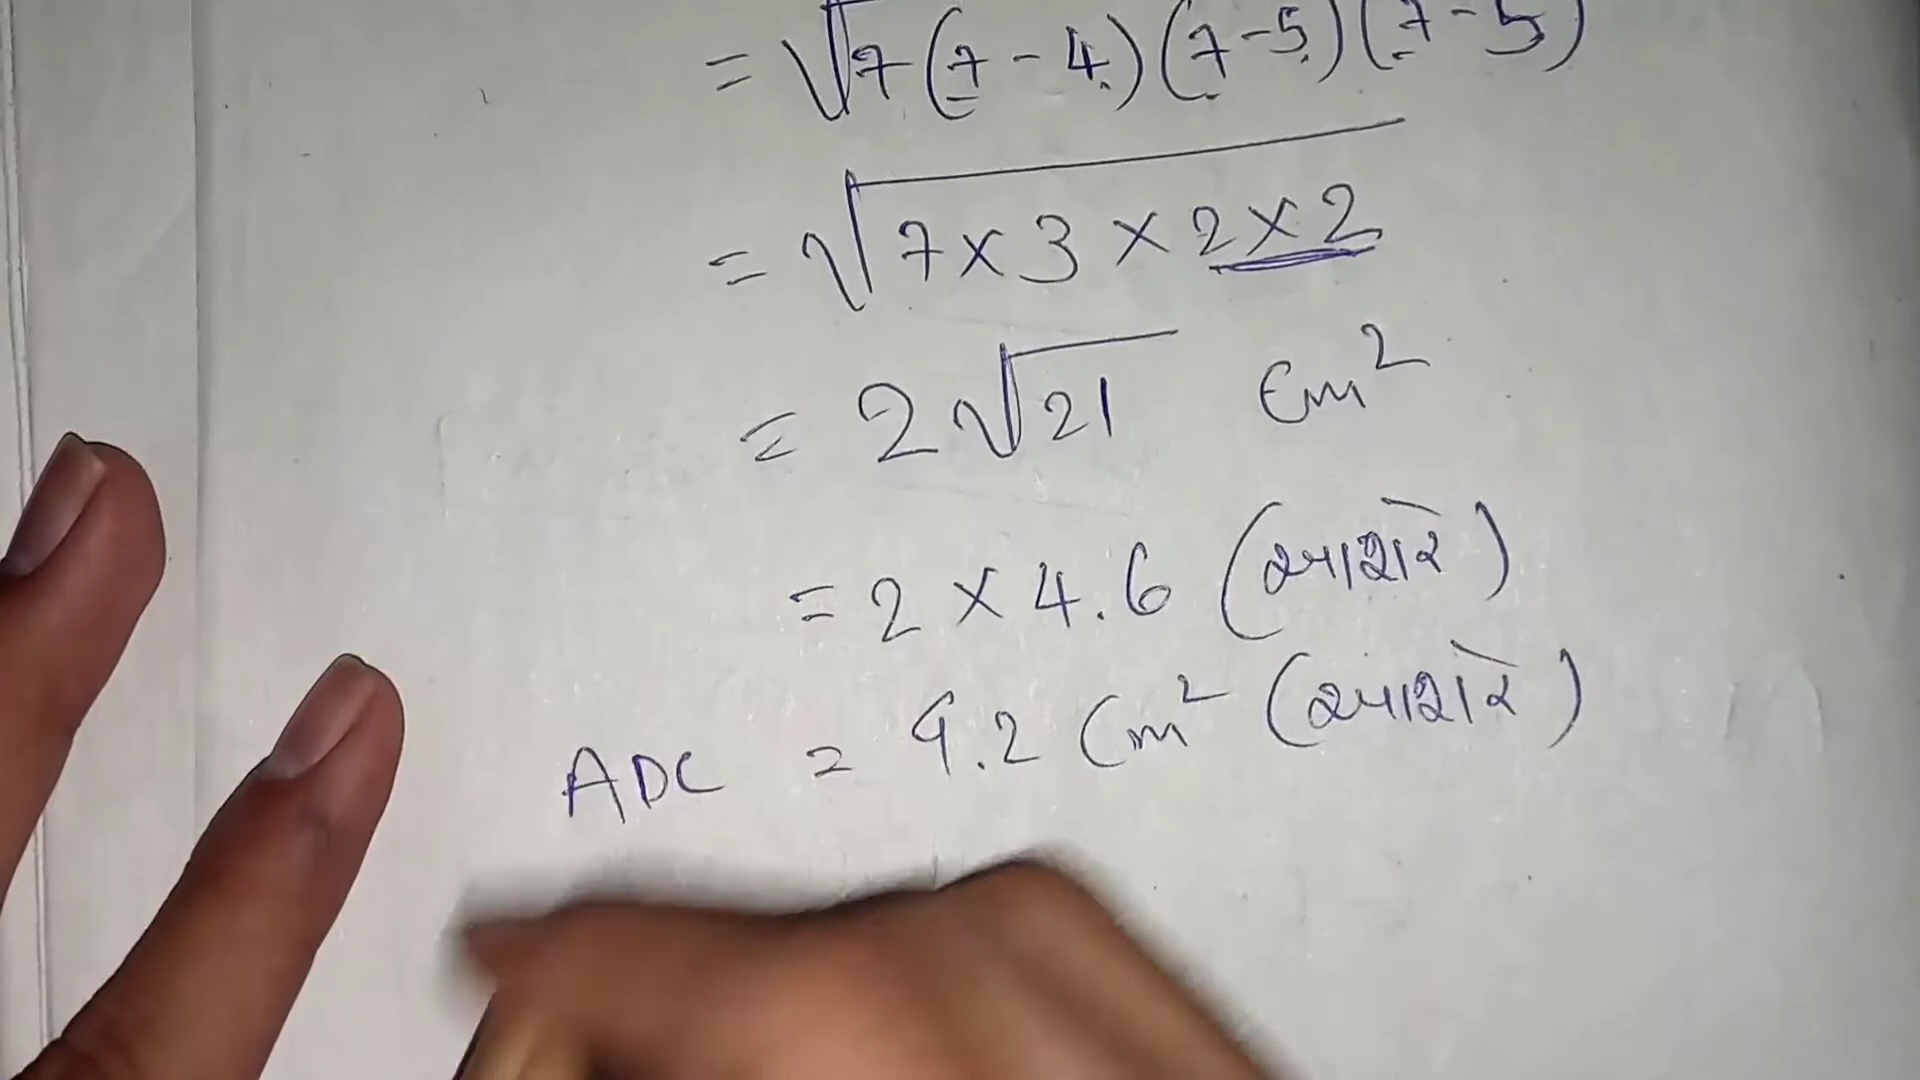 = √7(7-4)(7-5)(7-5)
= √7×3×2×2
= 2√21 cm²
= 2 × 4.6 (આશરે)
ADC = 9.2 cm² (આશરે)